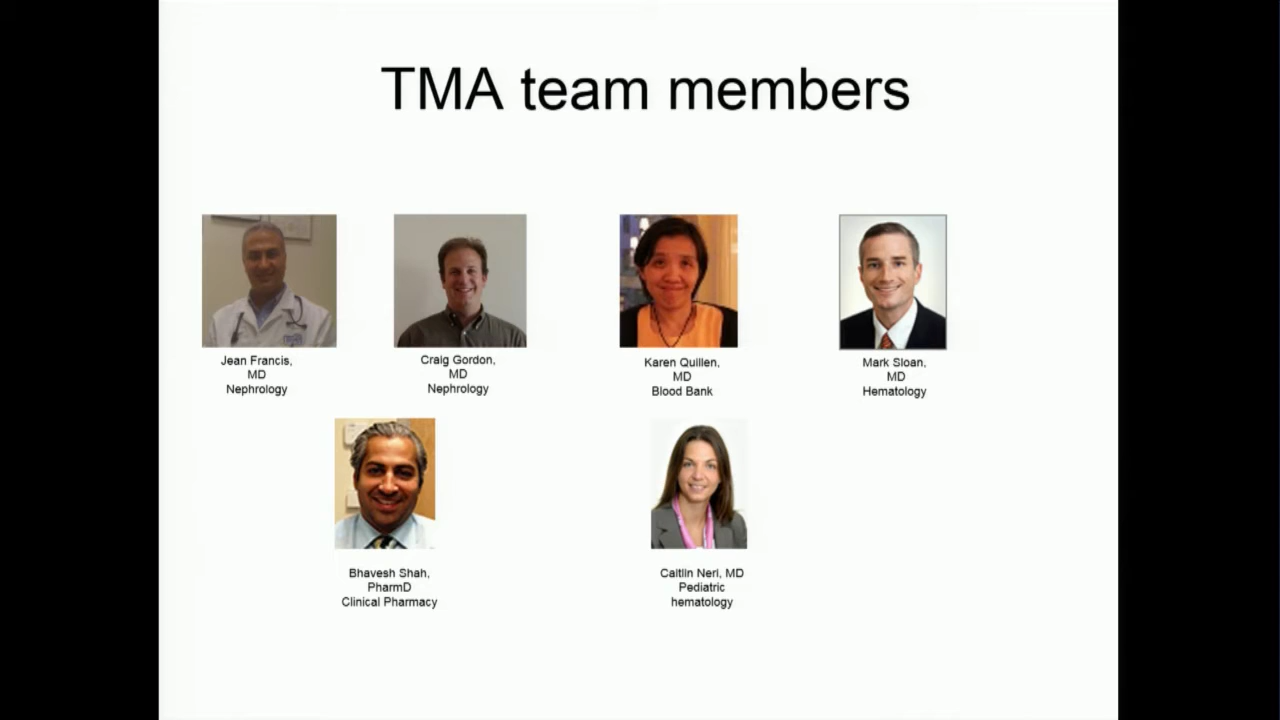 TMA team members
Jean Francis,
MD
Nephrology
Craig Gordon,
MD
Nephrology
Karen Quillen,
MD
Blood Bank
Mark Sloan,
MD
Hematology
Bhavesh Shah,
PharmD
Clinical Pharmacy
Caitlin Neri, MD
Pediatric
hematology